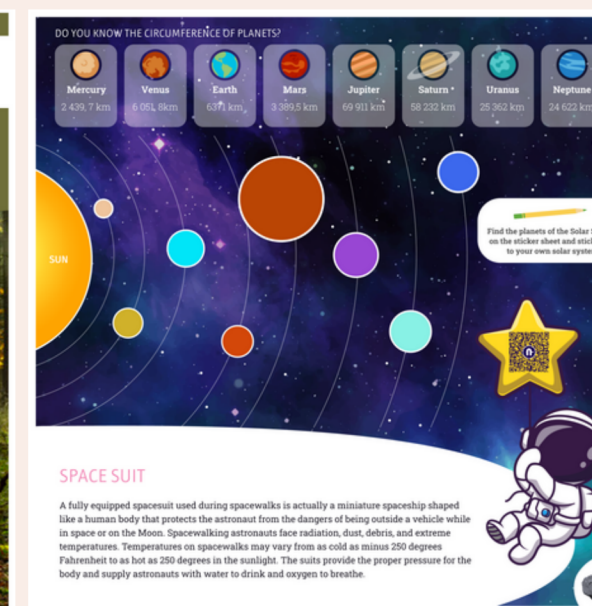 DO YOU KNOW THE CIRCUMFERENCE OF PLANETS?
Mercury Venus Earth Mars Jupiter Saturn Uranus Neptune
2 439, 7 km 6 051, 8km 6371 km 3 389,5 km 69 911 km 58 232 km 25 362 km 24 622 km
SUN
Find the planets of the Solar
on the sticker sheet and stic
to your own solar syste
SPACE SUIT
A fully equipped spacesuit used during spacewalks is actually a miniature spaceship shaped
like a human body that protects the astronaut from the dangers of being outside a vehicle while
in space or on the Moon. Spacewalking astronauts face radiation, dust, debris, and extreme
temperatures. Temperatures on spacewalks may vary from as cold as minus 250 degrees
Fahrenheit to as hot as 250 degrees in the sunlight. The suits provide the proper pressure for the
body and supply astronauts with water to drink and oxygen to breathe.